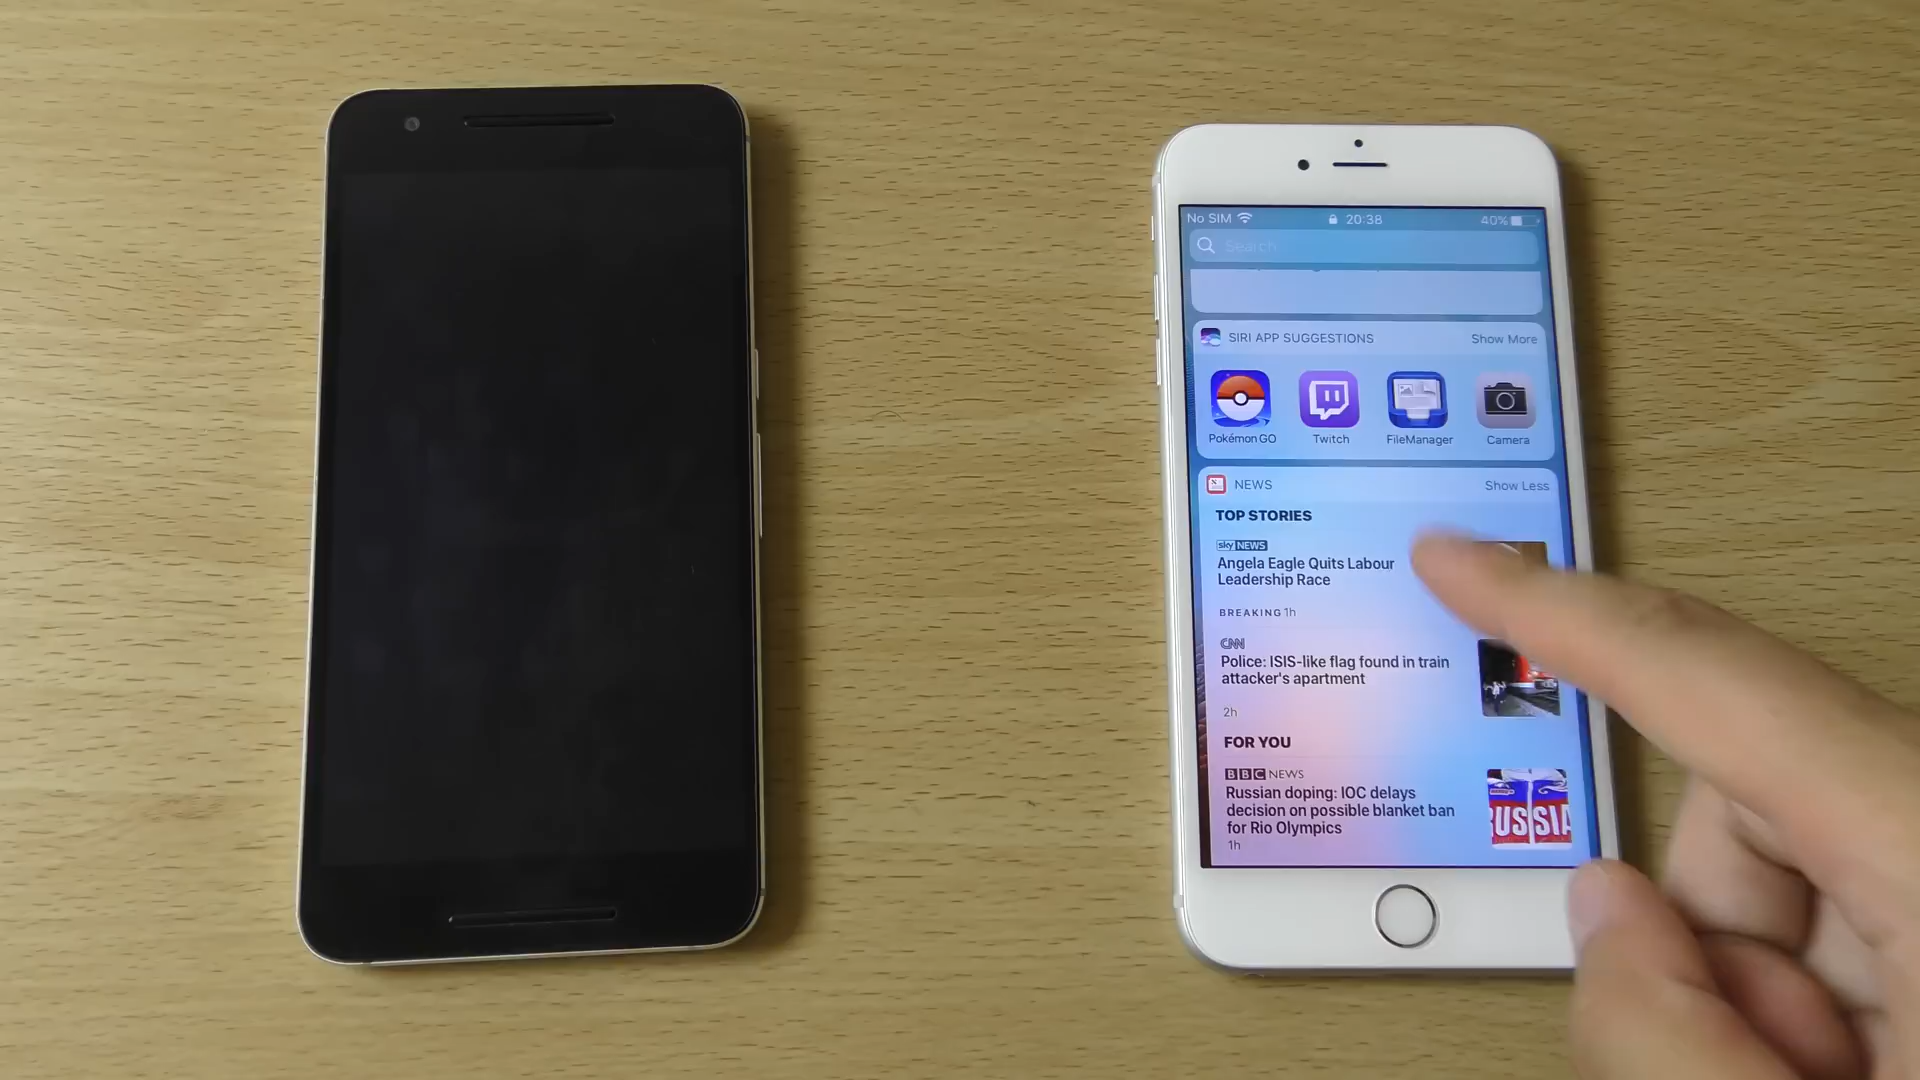 No SIM 20:38 40%
Search
SIRI APP SUGGESTIONS Show More
Pokémon GO Twitch FileManager Camera
NEWS Show Less
TOP STORIES
sky NEWS
Angela Eagle Quits Labour
Leadership Race
BREAKING 1h
CNN
Police: ISIS-like flag found in train
attacker's apartment
2h
FOR YOU
BBC NEWS
Russian doping: IOC delays
decision on possible blanket ban
for Rio Olympics
1h
RUSSIA